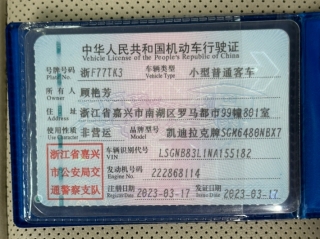 中华人民共和国机动车行驶证
Vehicle License of the People's Republic of China
号牌号码 浙F77TK3 车辆类型 小型普通客车
Plate No. Vehicle Type
所有人 顾艳芳
Owner
住址 浙江省嘉兴市南湖区罗马都市99幢801室
Address
使用性质 非营运 品牌型号 凯迪拉克牌SGM6480NBX7
Use Character Model
浙江省嘉兴市公安局交通警察支队
车辆识别代号 LSGNB83L1NA155182
VIN
发动机号码 222868114
Engine No.
注册日期 2023-03-17 发证日期 2023-03-17
Register Date Issue Date